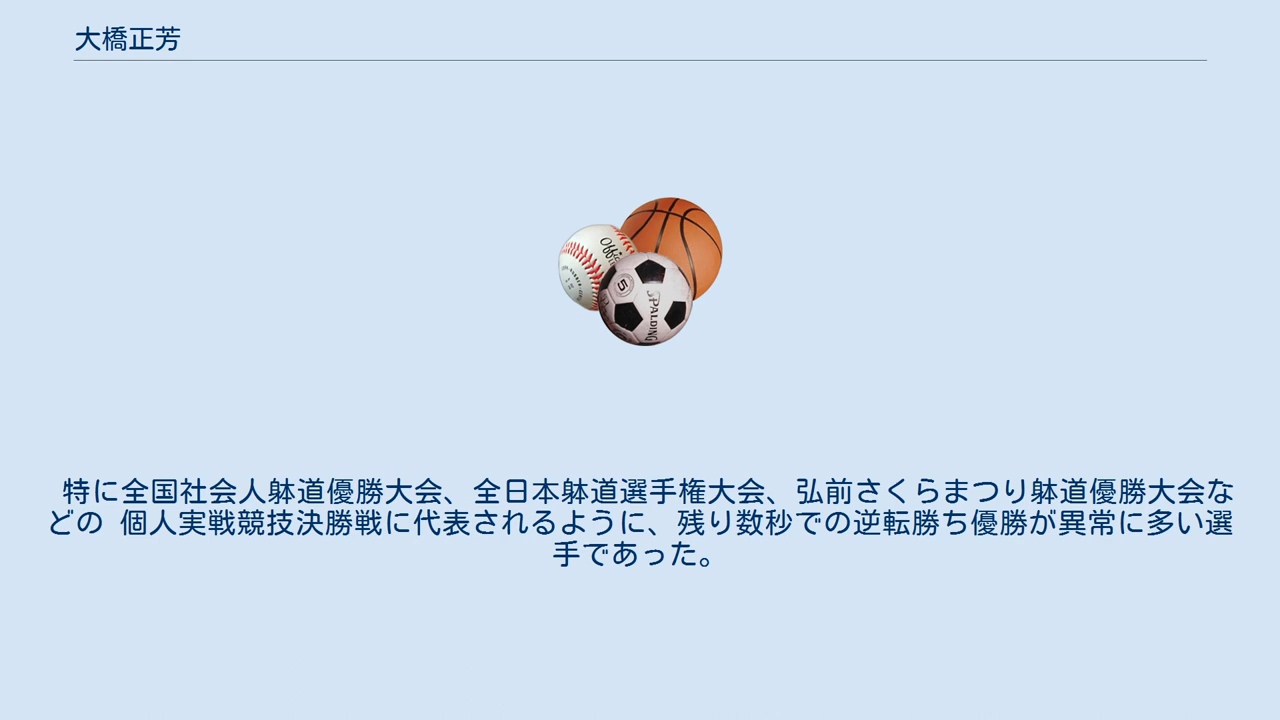 大橋正芳
Offi
5
SPALDING
特に全国社会人躰道優勝大会、全日本躰道選手権大会、弘前さくらまつり躰道優勝大会な
どの 個人実戦競技決勝戦に代表されるように、残り数秒での逆転勝ち優勝が異常に多い選
手であった。